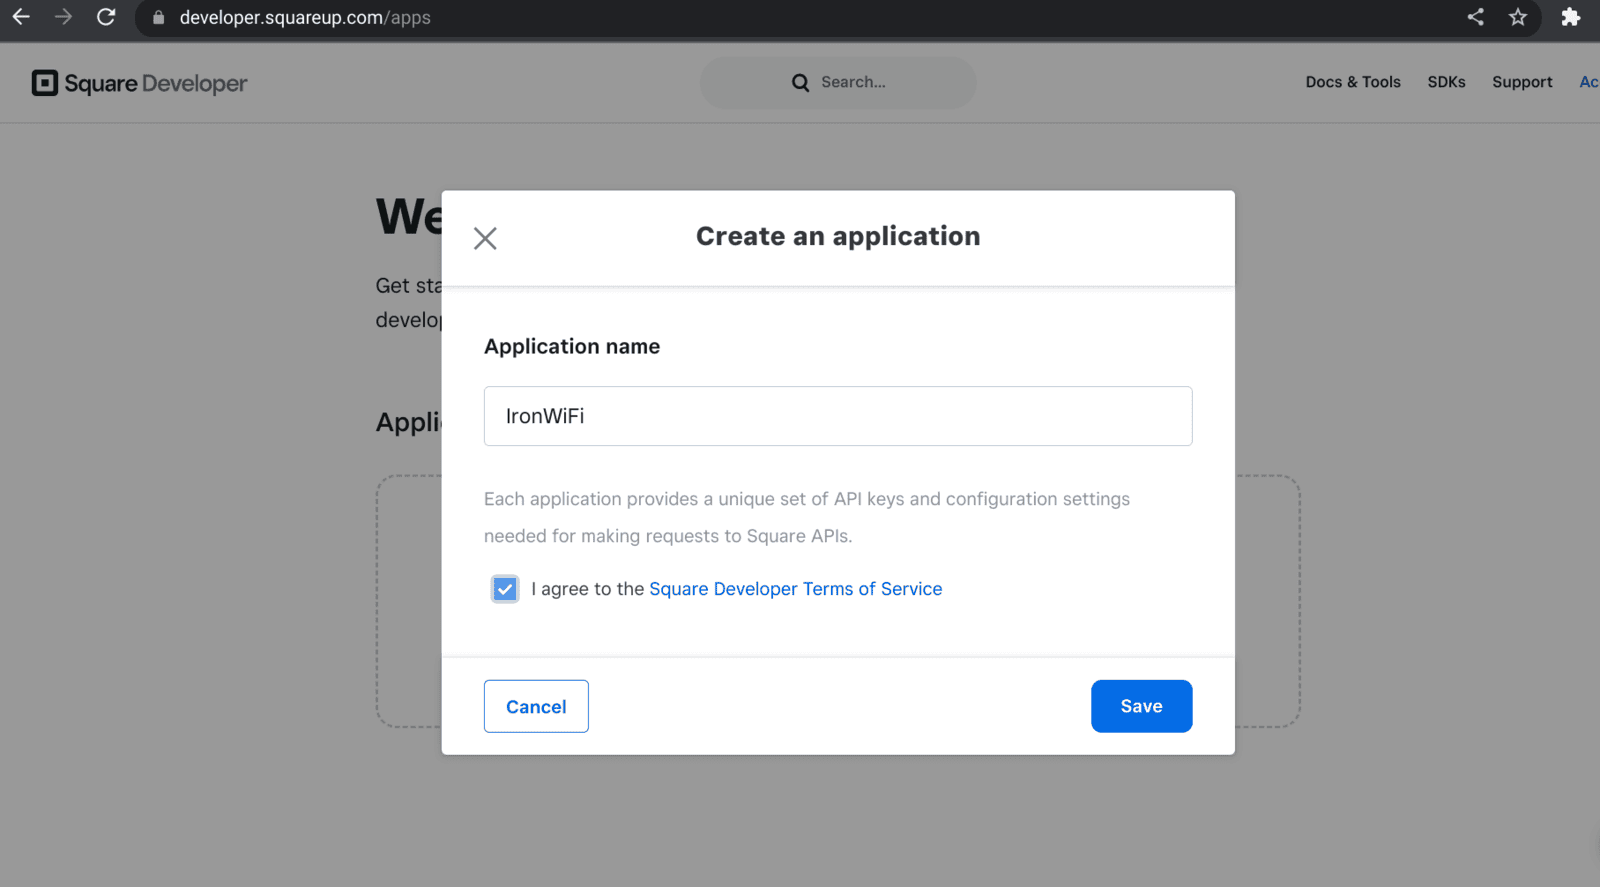 developer.squareup.com/apps
Square Developer
Search...
Docs & Tools
SDKs
Support
We
Get sta
develop
Appli
Create an application
Application name
IronWiFi
Each application provides a unique set of API keys and configuration settings
needed for making requests to Square APIs.
I agree to the Square Developer Terms of Service
Cancel
Save